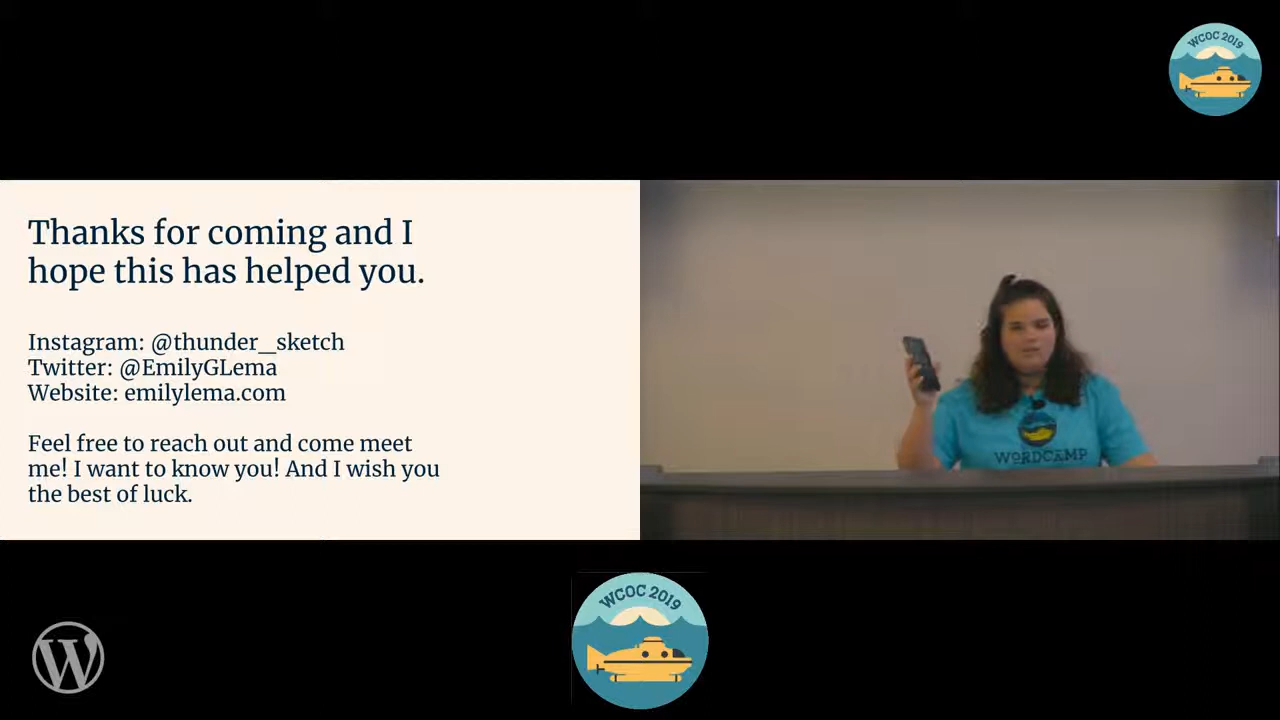 WCOC 2019
Thanks for coming and I
hope this has helped you.
Instagram: @thunder_sketch
Twitter: @EmilyGLema
Website: emilylema.com
Feel free to reach out and come meet
me! I want to know you! And I wish you
the best of luck.
WORDCAMP
WCOC 2019
W